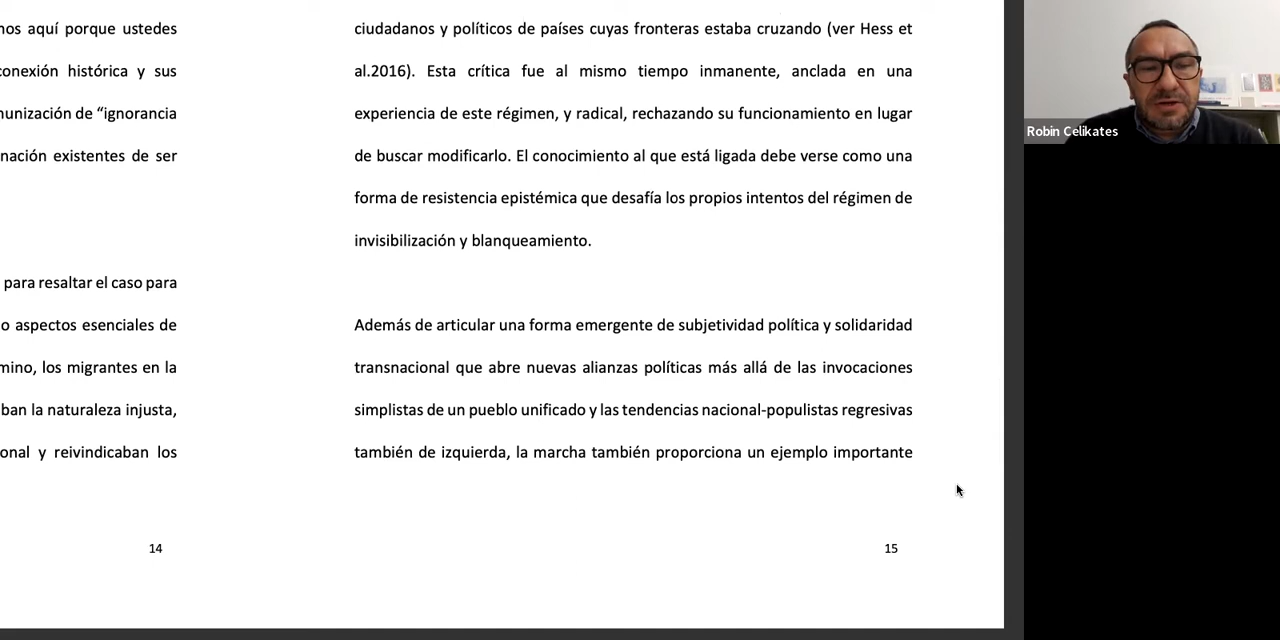 nos aquí porque ustedes
conexión histórica y sus
nunización de “ignorancia
nación existentes de ser
para resaltar el caso para
o aspectos esenciales de
mino, los migrantes en la
ban la naturaleza injusta,
onal y reivindicaban los
14
ciudadanos y políticos de países cuyas fronteras estaba cruzando (ver Hess et
al.2016). Esta crítica fue al mismo tiempo inmanente, anclada en una
experiencia de este régimen, y radical, rechazando su funcionamiento en lugar
de buscar modificarlo. El conocimiento al que está ligada debe verse como una
forma de resistencia epistémica que desafía los propios intentos del régimen de
invisibilización y blanqueamiento.
Además de articular una forma emergente de subjetividad política y solidaridad
transnacional que abre nuevas alianzas políticas más allá de las invocaciones
simplistas de un pueblo unificado y las tendencias nacional-populistas regresivas
también de izquierda, la marcha también proporciona un ejemplo importante
15
Robin Celikates